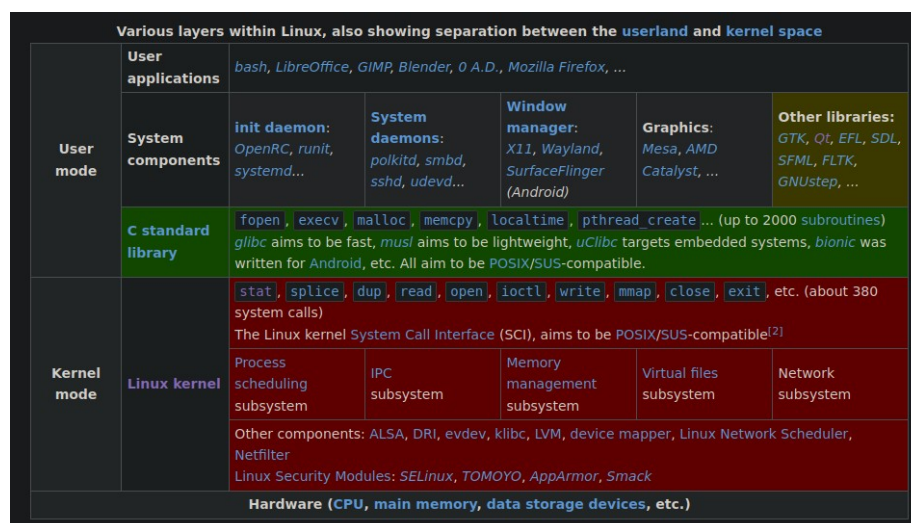 Various layers within Linux, also showing separation between the userland and kernel space
User mode
User applications
bash, LibreOffice, GIMP, Blender, 0 A.D., Mozilla Firefox, ...
System components
init daemon:
OpenRC, runit,
systemd...
System
daemons:
polkitd, smbd,
sshd, udevd...
Window
manager:
X11, Wayland,
SurfaceFlinger
(Android)
Graphics:
Mesa, AMD
Catalyst, ...
Other libraries:
GTK, Qt, EFL, SDL,
SFML, FLTK,
GNUstep, ...
C standard
library
fopen, execv, malloc, memcpy, localtime, pthread_create... (up to 2000 subroutines)
glibc aims to be fast, musl aims to be lightweight, uClibc targets embedded systems, bionic was
written for Android, etc. All aim to be POSIX/SUS-compatible.
Kernel
mode
Linux kernel
stat, splice, dup, read, open, ioctl, write, mmap, close, exit, etc. (about 380
system calls)
The Linux kernel System Call Interface (SCI), aims to be POSIX/SUS-compatible[2]
Process
scheduling
subsystem
IPC
subsystem
Memory
management
subsystem
Virtual files
subsystem
Network
subsystem
Other components: ALSA, DRI, evdev, klibc, LVM, device mapper, Linux Network Scheduler,
Netfilter
Linux Security Modules: SELinux, TOMOYO, AppArmor, Smack
Hardware (CPU, main memory, data storage devices, etc.)